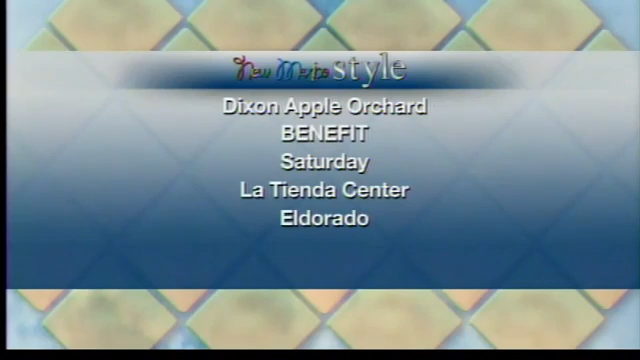 New Mexico style
Dixon Apple Orchard
BENEFIT
Saturday
La Tienda Center
Eldorado